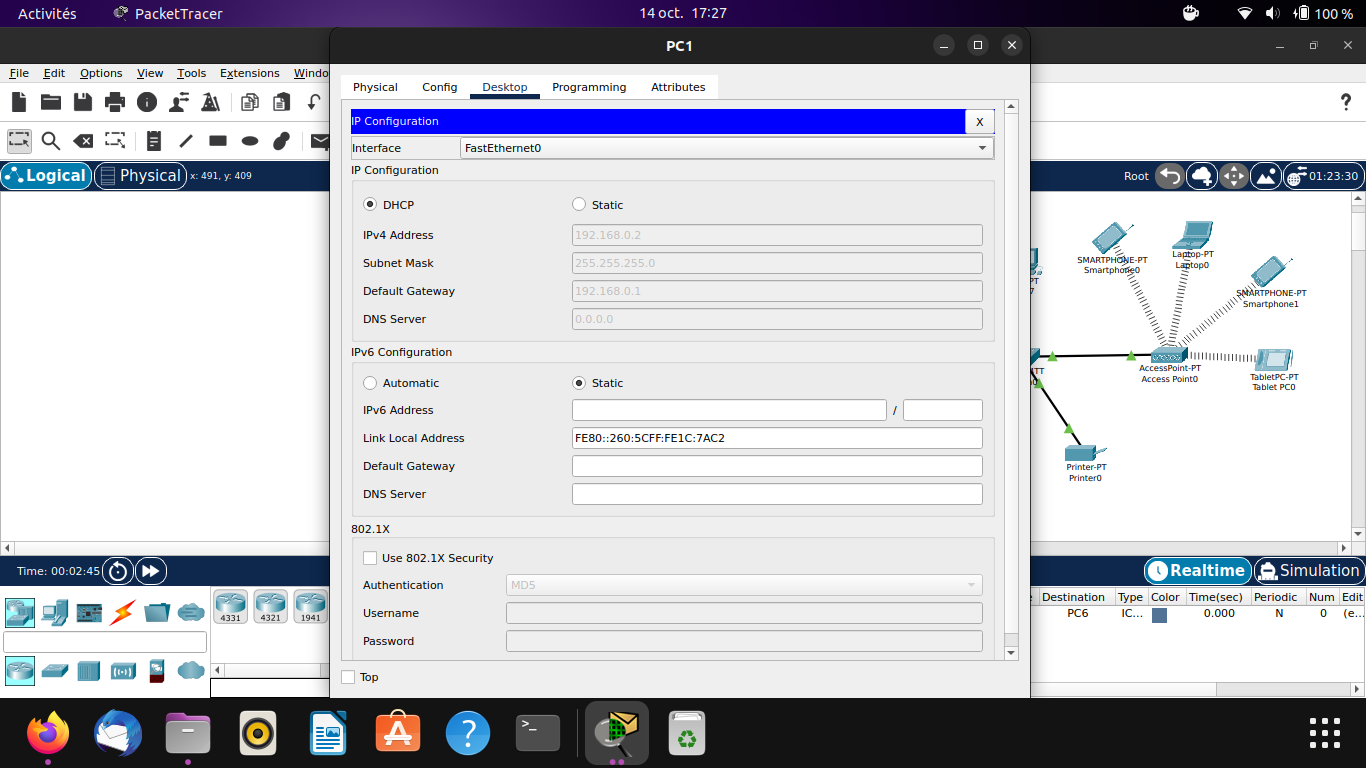 Activités PacketTracer 14 oct. 17:27 100 %
PC1
File Edit Options View Tools Extensions Windo
Physical Config Desktop Programming Attributes
IP Configuration X
Interface FastEthernet0
IP Configuration
DHCP Static
IPv4 Address 192.168.0.2
Subnet Mask 255.255.255.0
Default Gateway 192.168.0.1
DNS Server 0.0.0.0
IPv6 Configuration
Automatic Static
IPv6 Address /
Link Local Address FE80::260:5CFF:FE1C:7AC2
Default Gateway
DNS Server
802.1X
Use 802.1X Security
Authentication MD5
Username
Password
Top
?
Logical Physical x: 491, y: 409
Root 01:23:30
SMARTPHONE-PT
Smartphone0
Laptop-PT
Laptop0
SMARTPHONE-PT
Smartphone1
PT
7
AccessPoint-PT
Access Point0
TabletPC-PT
Tablet PC0
Printer-PT
Printer0
Time: 00:02:45
Realtime Simulation
4331 4321 1941
Destination Type Color Time(sec) Periodic Num Edit
PC6 IC... 0.000 N 0 (e...